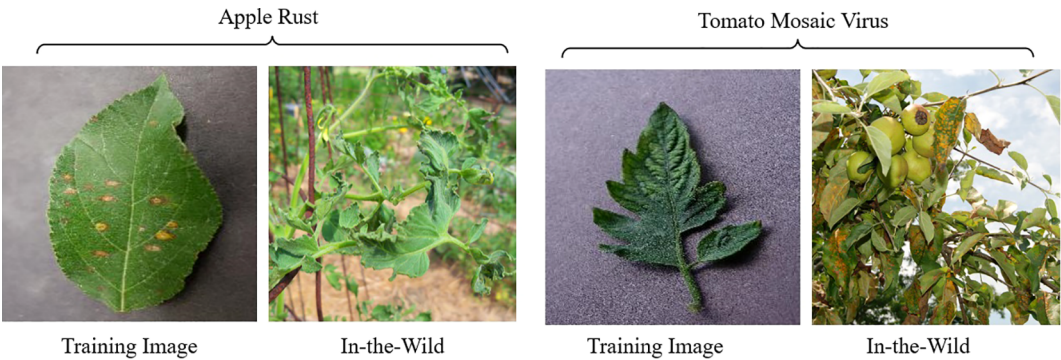 Apple Rust
Tomato Mosaic Virus
Training Image
In-the-Wild
Training Image
In-the-Wild